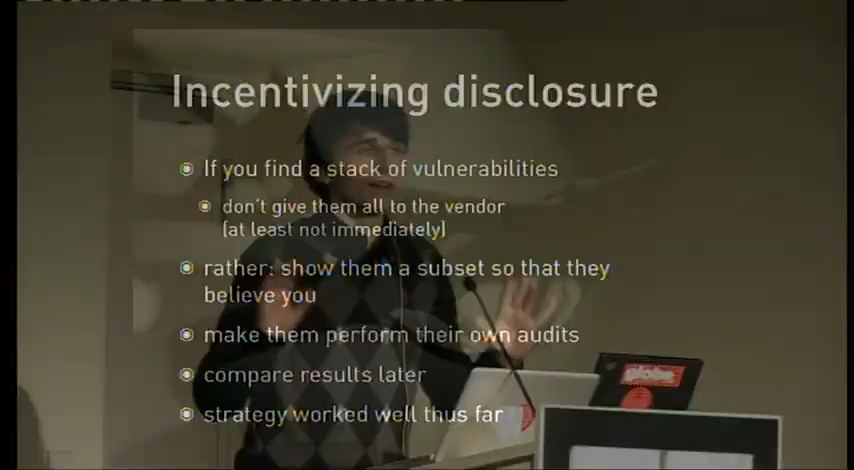 Incentivizing disclosure
If you find a stack of vulnerabilities
don't give them all to the vendor
(at least not immediately)
rather: show them a subset so that they
believe you
make them perform their own audits
compare results later
strategy worked well thus far